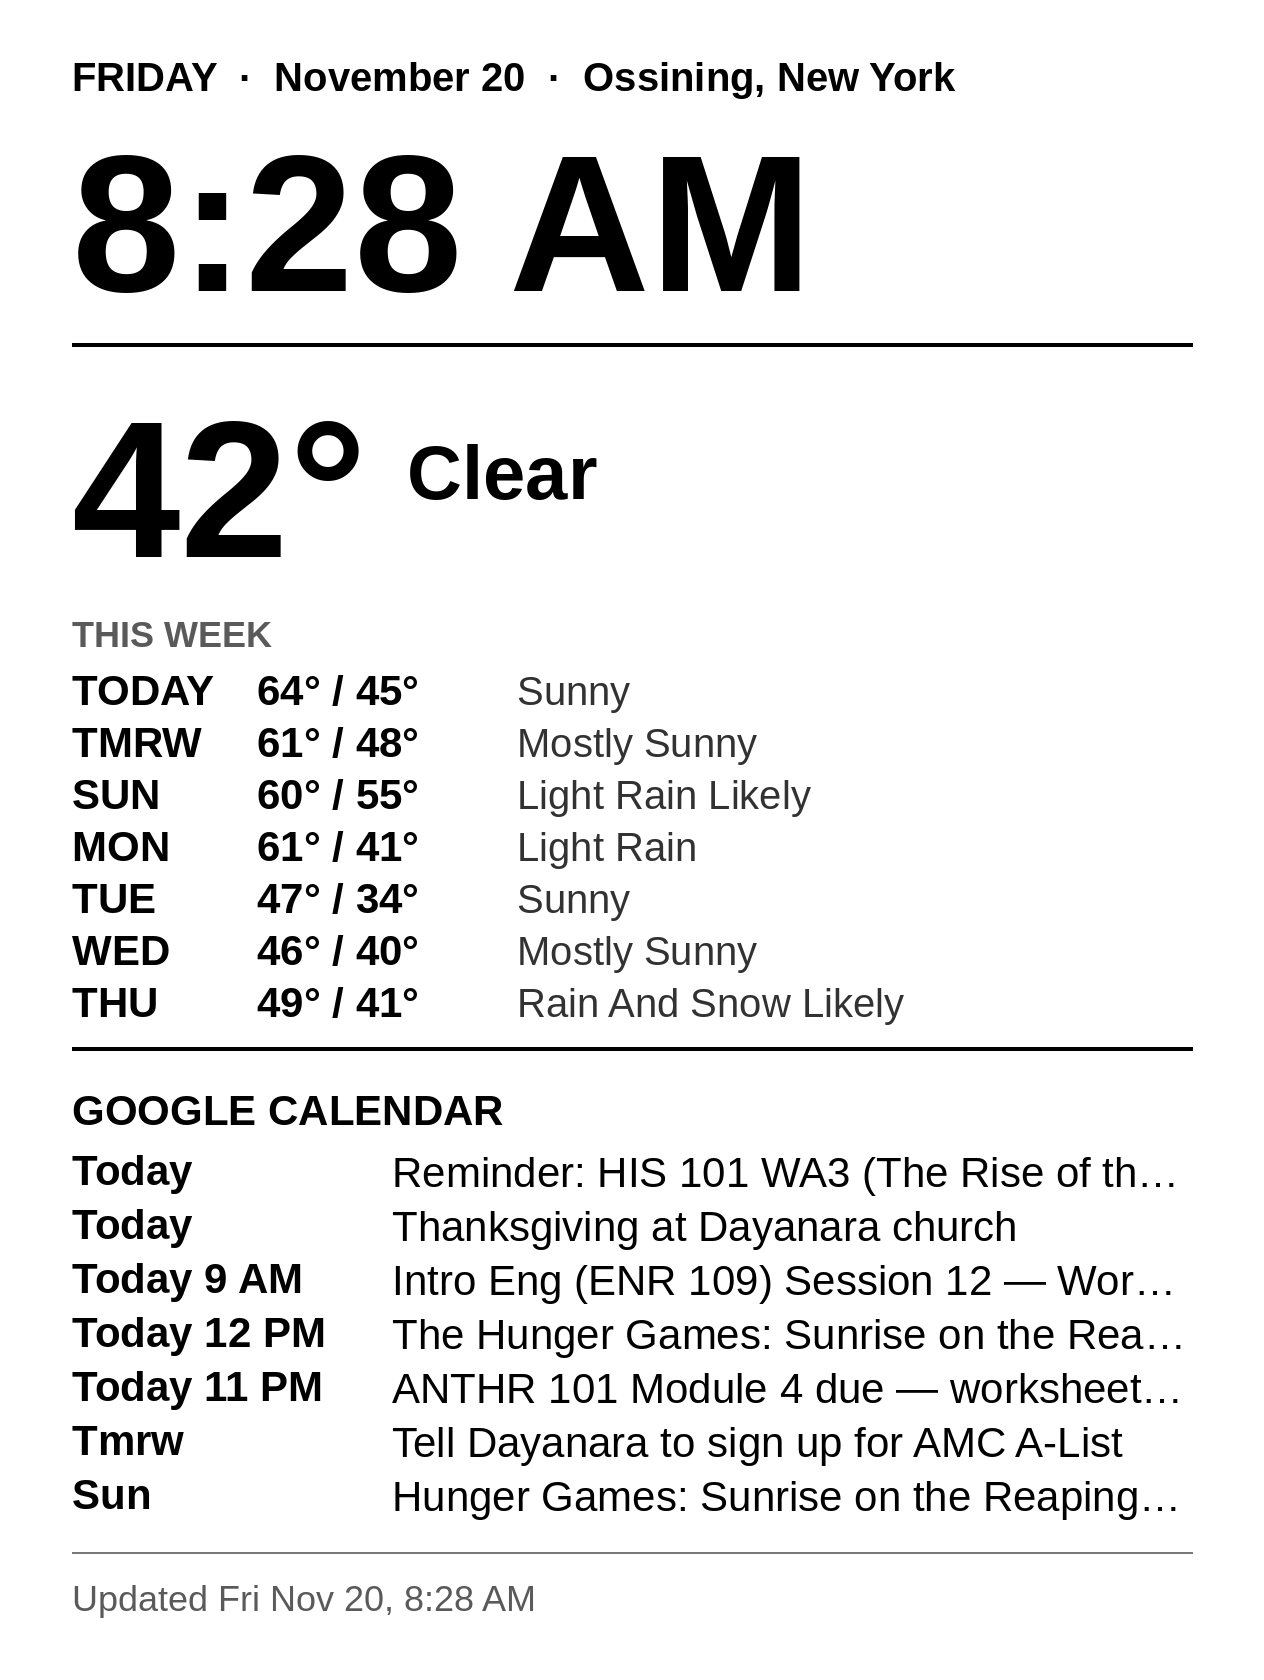 FRIDAY · November 20 · Ossining, New York
8:28 AM
42° Clear
THIS WEEK
TODAY 64° / 45° Sunny
TMRW 61° / 48° Mostly Sunny
SUN 60° / 55° Light Rain Likely
MON 61° / 41° Light Rain
TUE 47° / 34° Sunny
WED 46° / 40° Mostly Sunny
THU 49° / 41° Rain And Snow Likely
GOOGLE CALENDAR
Today Reminder: HIS 101 WA3 (The Rise of th…
Today Thanksgiving at Dayanara church
Today 9 AM Intro Eng (ENR 109) Session 12 — Wor…
Today 12 PM The Hunger Games: Sunrise on the Rea…
Today 11 PM ANTHR 101 Module 4 due — worksheet…
Tmrw Tell Dayanara to sign up for AMC A-List
Sun Hunger Games: Sunrise on the Reaping…
Updated Fri Nov 20, 8:28 AM